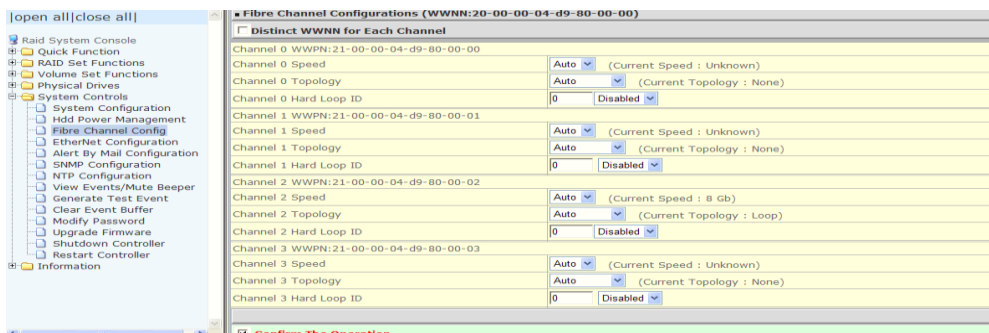 |open all|close all|
Raid System Console
Quick Function
RAID Set Functions
Volume Set Functions
Physical Drives
System Controls
System Configuration
Hdd Power Management
Fibre Channel Config
EtherNet Configuration
Alert By Mail Configuration
SNMP Configuration
NTP Configuration
View Events/Mute Beeper
Generate Test Event
Clear Event Buffer
Modify Password
Upgrade Firmware
Shutdown Controller
Restart Controller
Information
Fibre Channel Configurations (WWNN:20-00-00-04-d9-80-00-00)
Distinct WWNN for Each Channel
Channel 0 WWPN:21-00-00-04-d9-80-00-00
Channel 0 Speed Auto (Current Speed : Unknown)
Channel 0 Topology Auto (Current Topology : None)
Channel 0 Hard Loop ID 0 Disabled
Channel 1 WWPN:21-00-00-04-d9-80-00-01
Channel 1 Speed Auto (Current Speed : Unknown)
Channel 1 Topology Auto (Current Topology : None)
Channel 1 Hard Loop ID 0 Disabled
Channel 2 WWPN:21-00-00-04-d9-80-00-02
Channel 2 Speed Auto (Current Speed : 8 Gb)
Channel 2 Topology Auto (Current Topology : Loop)
Channel 2 Hard Loop ID 0 Disabled
Channel 3 WWPN:21-00-00-04-d9-80-00-03
Channel 3 Speed Auto (Current Speed : Unknown)
Channel 3 Topology Auto (Current Topology : None)
Channel 3 Hard Loop ID 0 Disabled
Confirm The Operation